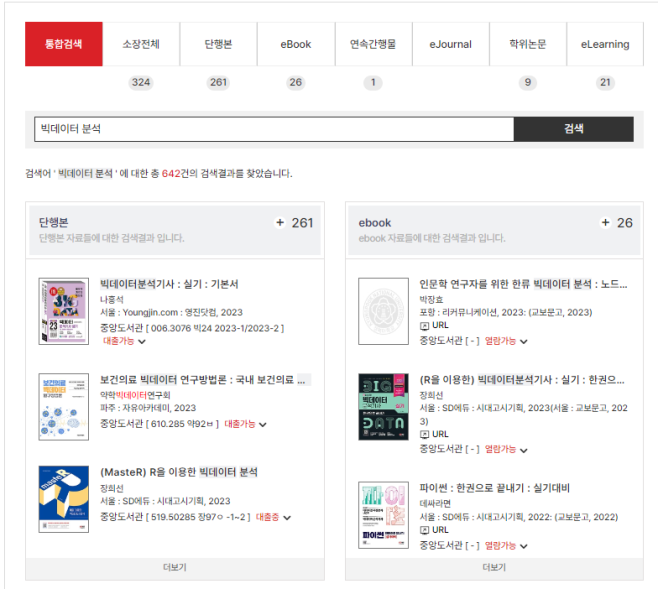 통합검색
소장전체
단행본
eBook
연속간행물
eJournal
학위논문
eLearning
324
261
26
1
9
21
빅데이터 분석
검색
검색어 ' 빅데이터 분석 ' 에 대한 총 642건의 검색결과를 찾았습니다.
단행본
+ 261
단행본 자료들에 대한 검색결과 입니다.
빅데이터분석기사 : 실기 : 기본서
나홍석
서울 : Youngjin.com : 영진닷컴, 2023
중앙도서관 [ 006.3076 빅24 2023-1/2023-2 ]
대출가능
보건의료 빅데이터 연구방법론 : 국내 보건의료 ...
약학빅데이터연구회
파주 : 자유아카데미, 2023
중앙도서관 [ 610.285 약92ㅂ ] 대출가능
(MasteR) R을 이용한 빅데이터 분석
장희선
서울 : SD에듀 : 시대고시기획, 2023
중앙도서관 [ 519.50285 장97ㅇ -1~2 ] 대출중
더보기
ebook
+ 26
ebook 자료들에 대한 검색결과 입니다.
인문학 연구자를 위한 한류 빅데이터 분석 : 노드...
박장효
포항 : 리커뮤니케이션, 2023: (교보문고, 2023)
URL
중앙도서관 [ - ] 열람가능
(R을 이용한) 빅데이터분석기사 : 실기 : 한권으...
장희선
서울 : SD에듀 : 시대고시기획, 2023(서울 : 교보문고, 202
3)
URL
중앙도서관 [ - ] 열람가능
파이썬 : 한권으로 끝내기 : 실기대비
데싸라면
서울 : SD에듀 : 시대고시기획, 2022: (교보문고, 2022)
URL
중앙도서관 [ - ] 열람가능
더보기